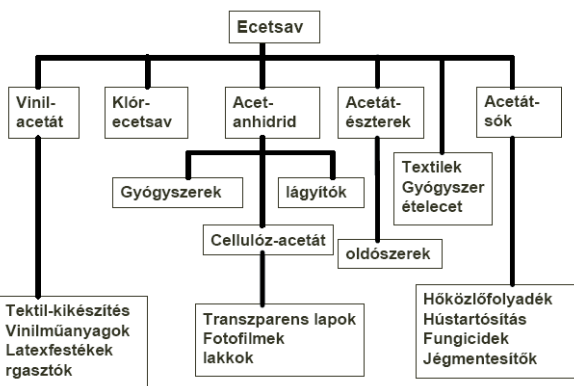 Ecetsav
Vinil-
acetát
Klór-
ecetsav
Acet-
anhidrid
Acetát-
észterek
Acetát-
sók
Textilek
Gyógyszer
ételecet
Gyógyszerek
lágyítók
Cellulóz-acetát
oldószerek
Tektil-kikészítés
Vinilműanyagok
Latexfestékek
rgasztók
Transzparens lapok
Fotofilmek
lakkok
Hőközlőfolyadék
Hústartósítás
Fungicidek
Jégmentesítők